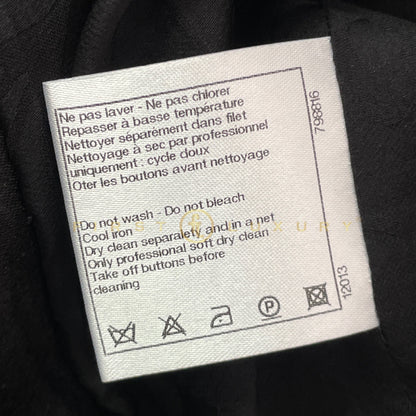 Ne pas laver - Ne pas chlorer
Repasser à basse température
Nettoyer séparément dans filet
Nettoyage à sec par professionnel
uniquement : cycle doux
Oter les boutons avant nettoyage
Do not wash - Do not bleach
Cool iron
Dry clean separalety and in a net
Only professional soft dry clean
Take off buttons before
cleaning
P
798816
12013